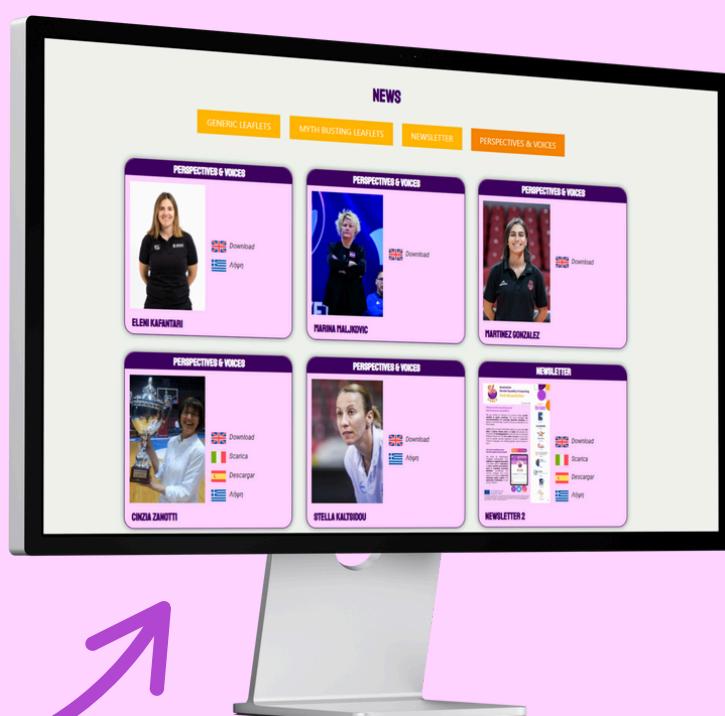 NEWS
GENERIC LEAFLETS
MYTH BUSTING LEAFLETS
NEWSLETTER
PERSPECTIVES & VOICES
PERSPECTIVES & VOICES
Download
Λήψη
ELENI KAFANTARI
PERSPECTIVES & VOICES
Download
MARINA MALJKOVIC
PERSPECTIVES & VOICES
Download
MARTINEZ GONZALEZ
PERSPECTIVES & VOICES
Download
Scarica
Descargar
Λήψη
CINZIA ZANOTTI
PERSPECTIVES & VOICES
Download
Λήψη
STELLA KALTSIDOU
NEWSLETTER
Download
Scarica
Descargar
Λήψη
NEWSLETTER 2